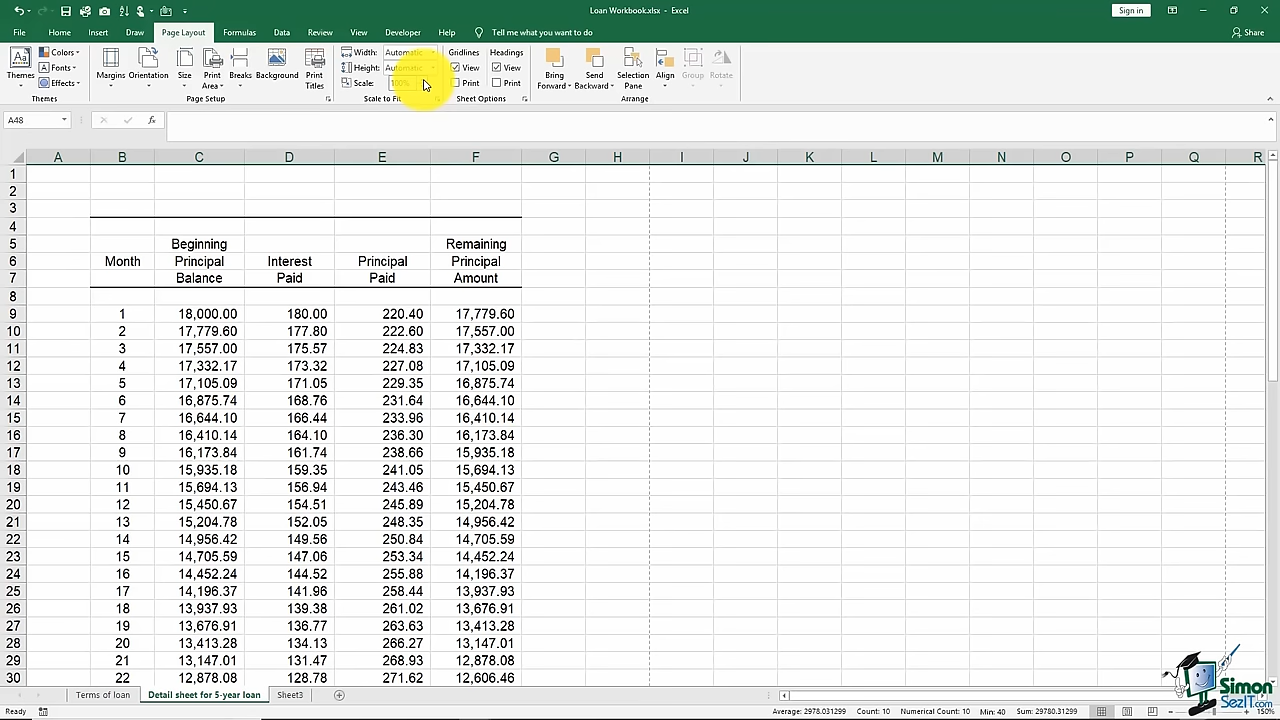 Loan Workbook.xlsx - Excel
Sign in
File Home Insert Draw Page Layout Formulas Data Review View Developer Help Tell me what you want to do Share
Themes Colors Fonts Effects Margins Orientation Size Print Area Breaks Background Print Titles Width: Automatic Height: Automatic Scale: 100% Gridlines View Print Headings View Print Bring Forward Send Backward Selection Pane Align Group Rotate
Themes Page Setup Scale to Fit Sheet Options Arrange
A48 fx
A B C D E F G H I J K L M N O P Q R
1
2
3
4
5 Beginning Remaining
6 Month Principal Interest Principal Principal
7 Balance Paid Paid Amount
8
9 1 18,000.00 180.00 220.40 17,779.60
10 2 17,779.60 177.80 222.60 17,557.00
11 3 17,557.00 175.57 224.83 17,332.17
12 4 17,332.17 173.32 227.08 17,105.09
13 5 17,105.09 171.05 229.35 16,875.74
14 6 16,875.74 168.76 231.64 16,644.10
15 7 16,644.10 166.44 233.96 16,410.14
16 8 16,410.14 164.10 236.30 16,173.84
17 9 16,173.84 161.74 238.66 15,935.18
18 10 15,935.18 159.35 241.05 15,694.13
19 11 15,694.13 156.94 243.46 15,450.67
20 12 15,450.67 154.51 245.89 15,204.78
21 13 15,204.78 152.05 248.35 14,956.42
22 14 14,956.42 149.56 250.84 14,705.59
23 15 14,705.59 147.06 253.34 14,452.24
24 16 14,452.24 144.52 255.88 14,196.37
25 17 14,196.37 141.96 258.44 13,937.93
26 18 13,937.93 139.38 261.02 13,676.91
27 19 13,676.91 136.77 263.63 13,413.28
28 20 13,413.28 134.13 266.27 13,147.01
29 21 13,147.01 131.47 268.93 12,878.08
30 22 12,878.08 128.78 271.62 12,606.46
Terms of loan Detail sheet for 5-year loan Sheet3
Ready Average: 2978.031299 Count: 10 Numerical Count: 10 Min: 40 Sum: 29780.31299 150%
Simon
SezIT.com